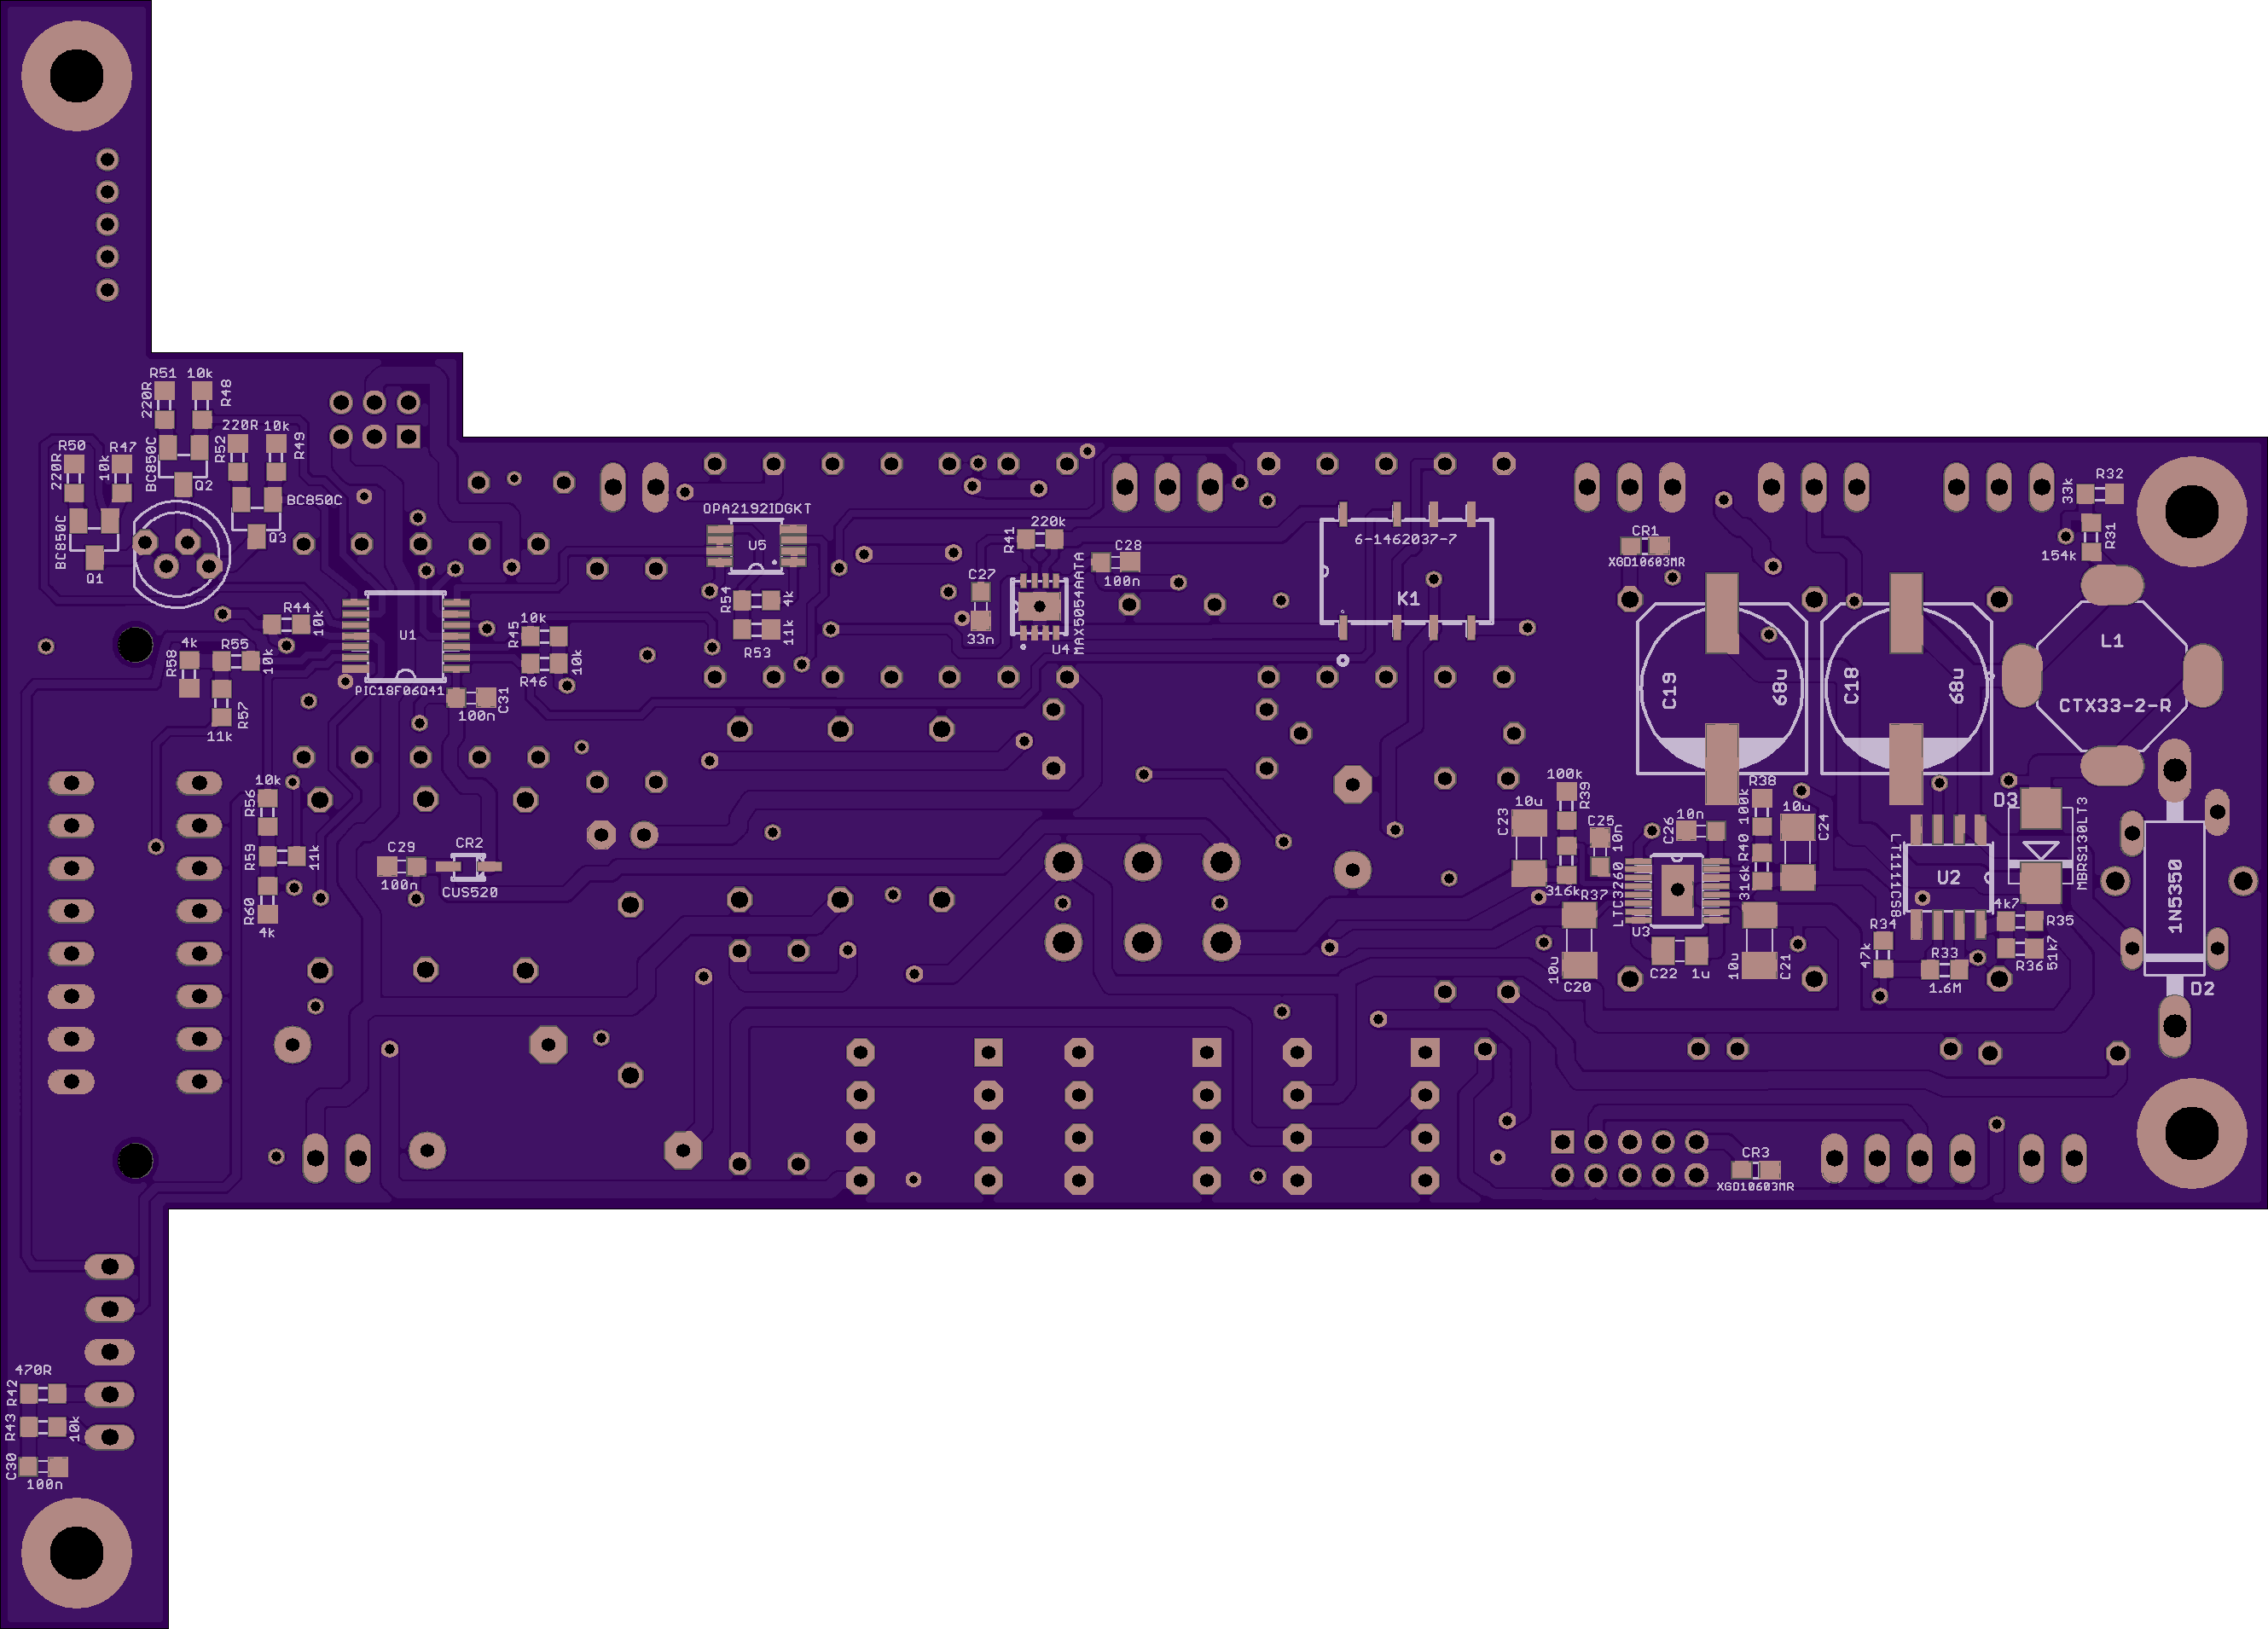 R51 10k
220R
R48
220R 10k
R52
R49
R50 R47
220R
10k
BC850C
Q2
BC850C
BC850C
Q3
Q1
R44
10k
4k
R58
R55
10k
R57
11k
U1
PIC18F06Q41
100n
C31
10k
R45
R46
10k
OPA2192IDGKT
U5
R54
4k
11k
R53
220k
R41
C28
100n
C27
33n
MAX5054AATA
U4
6-1462037-7
K1
CR1
XGD10603MR
R32
33k
R31
154k
L1
CTX33-2-R
C19
68u
C18
68u
10k
R56
R59
11k
R60
4k
C29
100n
CR2
CUS520
100k
R39
10u
C23
C25
10n
316k
R37
10n
C26
LTC3260
U3
R38
100k
10u
C24
R40
316k
10u
C20
C22 1u
10u
C21
D3
MBRS130LT3
LT1111CS8
U2
4k7
R35
R34
47k
R33
1.6M
R36
51k7
1N5350
D2
CR3
XGD10603MR
470R
R42
R43
10k
C30
100n